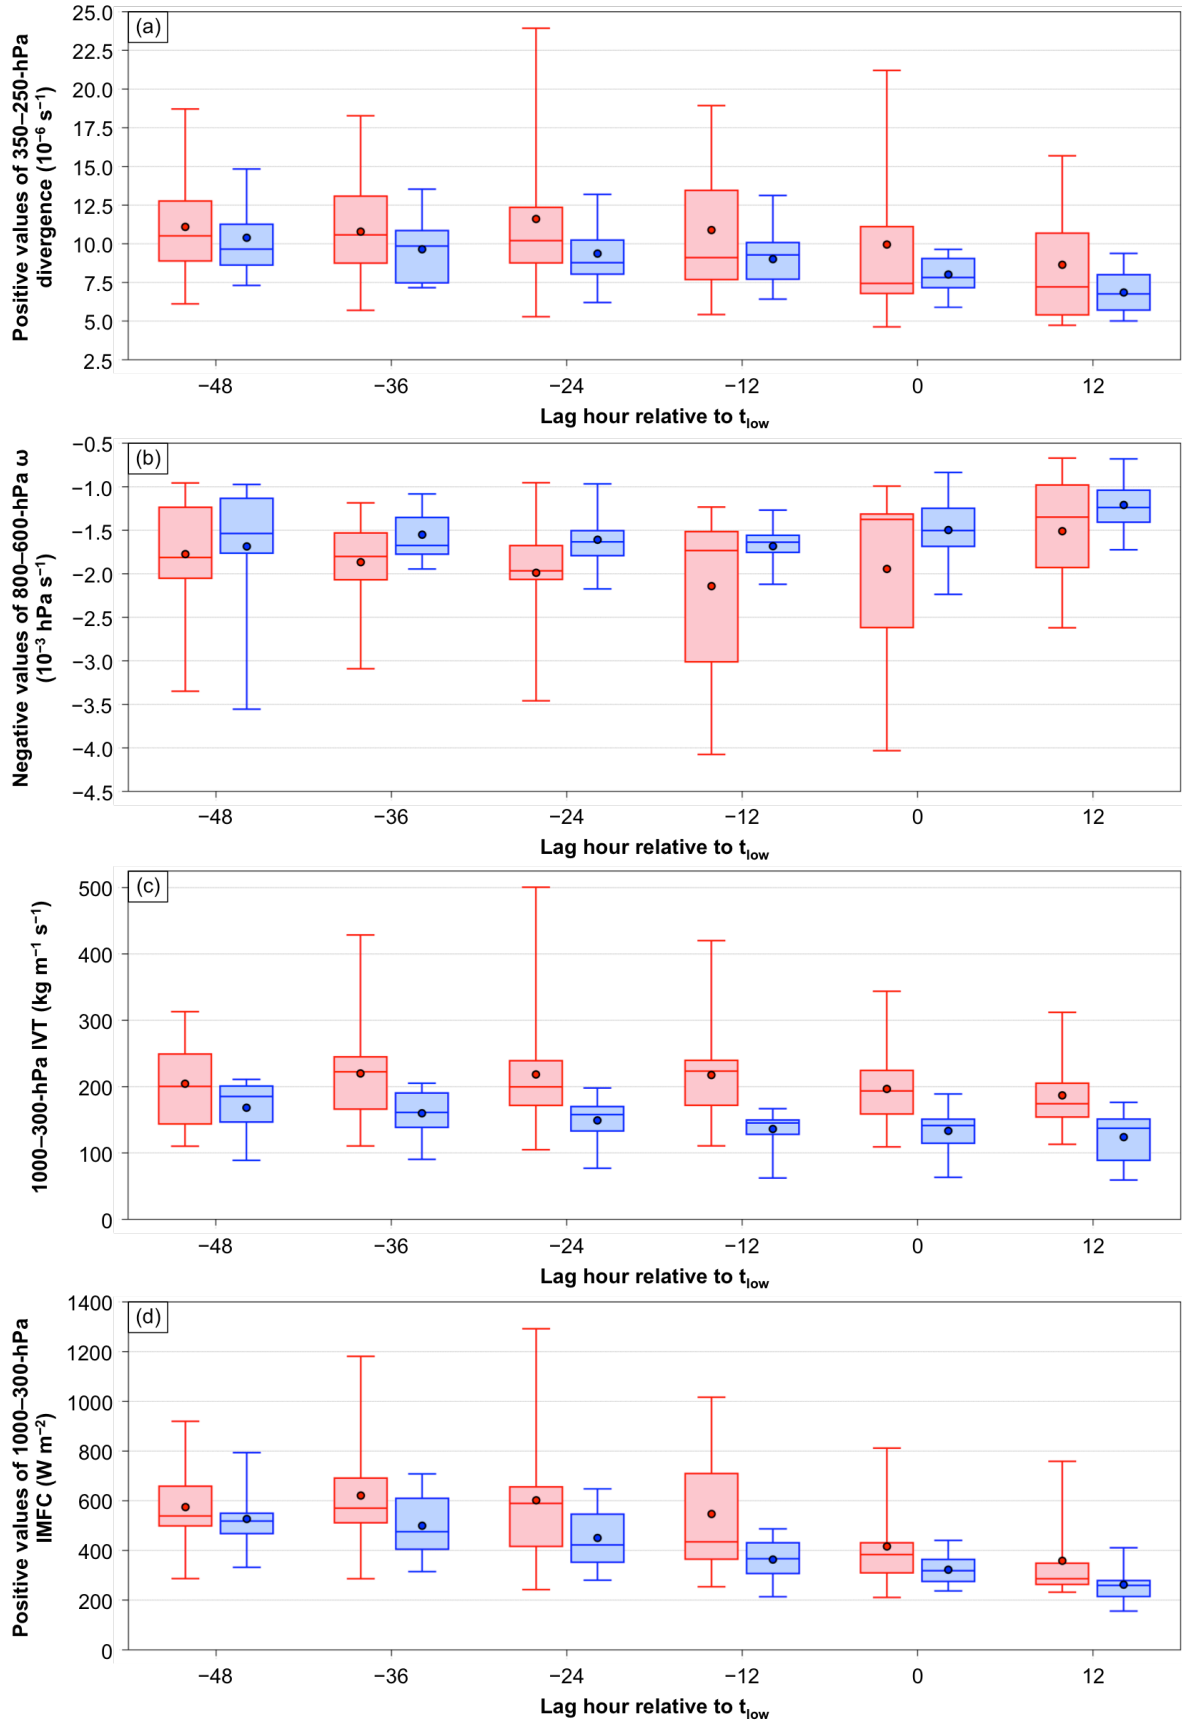 (a)
Positive values of 350–250-hPa
divergence (10⁻⁶ s⁻¹)
25.0
22.5
20.0
17.5
15.0
12.5
10.0
7.5
5.0
2.5
−48 −36 −24 −12 0 12
Lag hour relative to t_low
(b)
Negative values of 800–600-hPa ω
(10⁻³ hPa s⁻¹)
−0.5
−1.0
−1.5
−2.0
−2.5
−3.0
−3.5
−4.0
−4.5
−48 −36 −24 −12 0 12
Lag hour relative to t_low
(c)
1000–300-hPa IVT (kg m⁻¹ s⁻¹)
500
400
300
200
100
0
−48 −36 −24 −12 0 12
Lag hour relative to t_low
(d)
Positive values of 1000–300-hPa
IMFC (W m⁻²)
1400
1200
1000
800
600
400
200
0
−48 −36 −24 −12 0 12
Lag hour relative to t_low